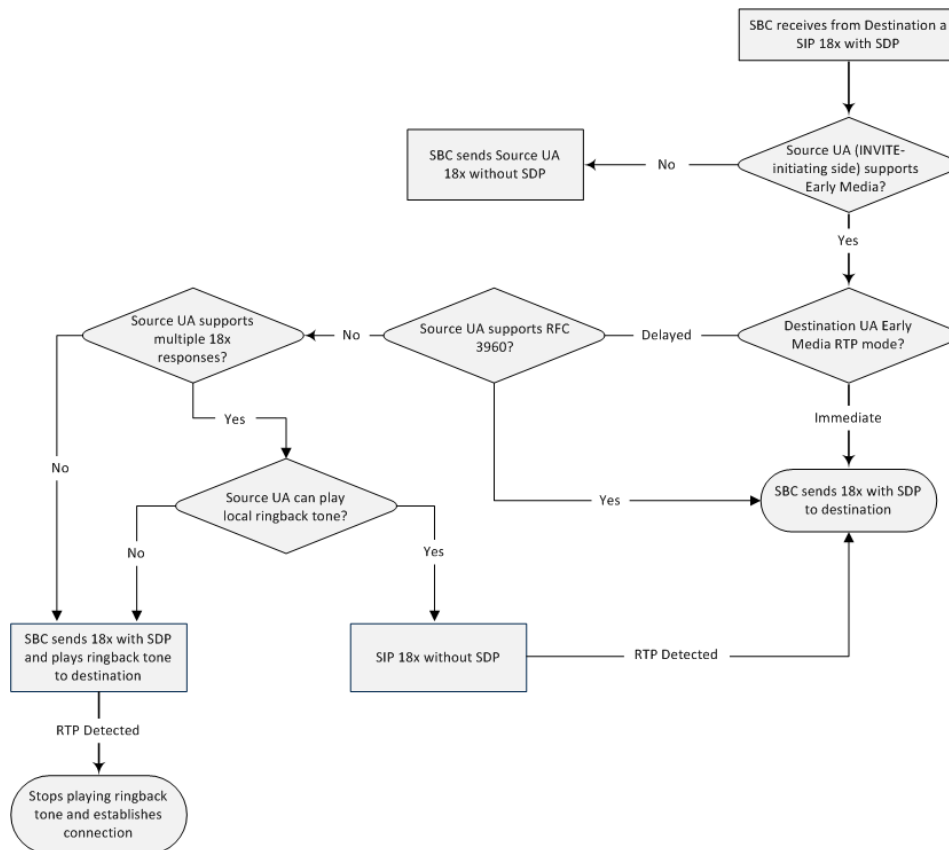 SBC receives from Destination a
SIP 18x with SDP
Source UA (INVITE-
initiating side) supports
Early Media?
No
SBC sends Source UA
18x without SDP
Yes
Source UA supports
multiple 18x
responses?
No
Source UA supports RFC
3960?
Delayed
Destination UA Early
Media RTP mode?
Yes
Immediate
No
Source UA can play
local ringback tone?
Yes
SBC sends 18x with SDP
to destination
No
Yes
SBC sends 18x with SDP
and plays ringback tone
to destination
SIP 18x without SDP
RTP Detected
RTP Detected
Stops playing ringback
tone and establishes
connection